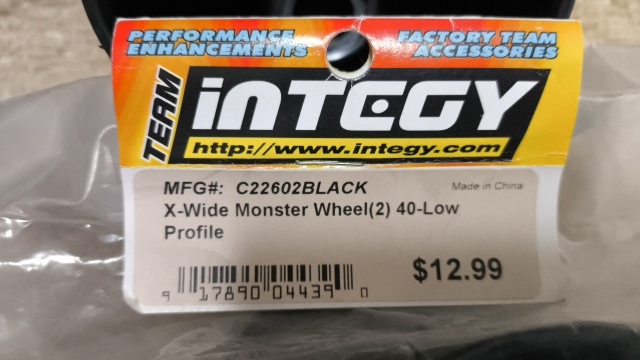 PERFORMANCE
ENHANCEMENTS
FACTORY TEAM
ACCESSORIES
TEAM
iNTEGY
http://www.integy.com
MFG#: C22602BLACK
Made in China
X-Wide Monster Wheel(2) 40-Low
Profile
$12.99
9 17890 04439 0